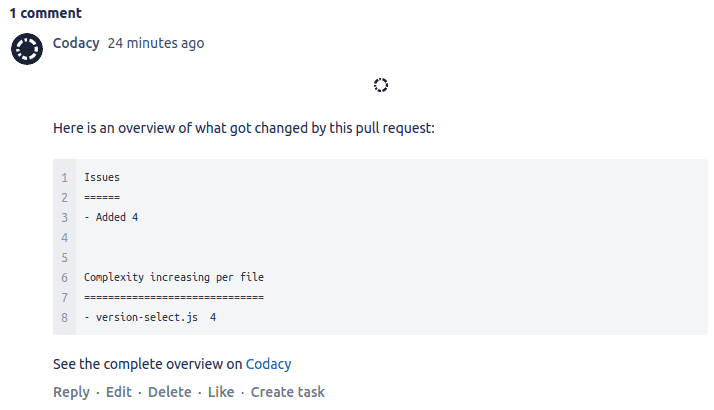 1 comment
Codacy 24 minutes ago
Here is an overview of what got changed by this pull request:
1 Issues
2 ======
3 - Added 4
4
5
6 Complexity increasing per file
7 ==============================
8 - version-select.js  4
See the complete overview on Codacy
Reply · Edit · Delete · Like · Create task